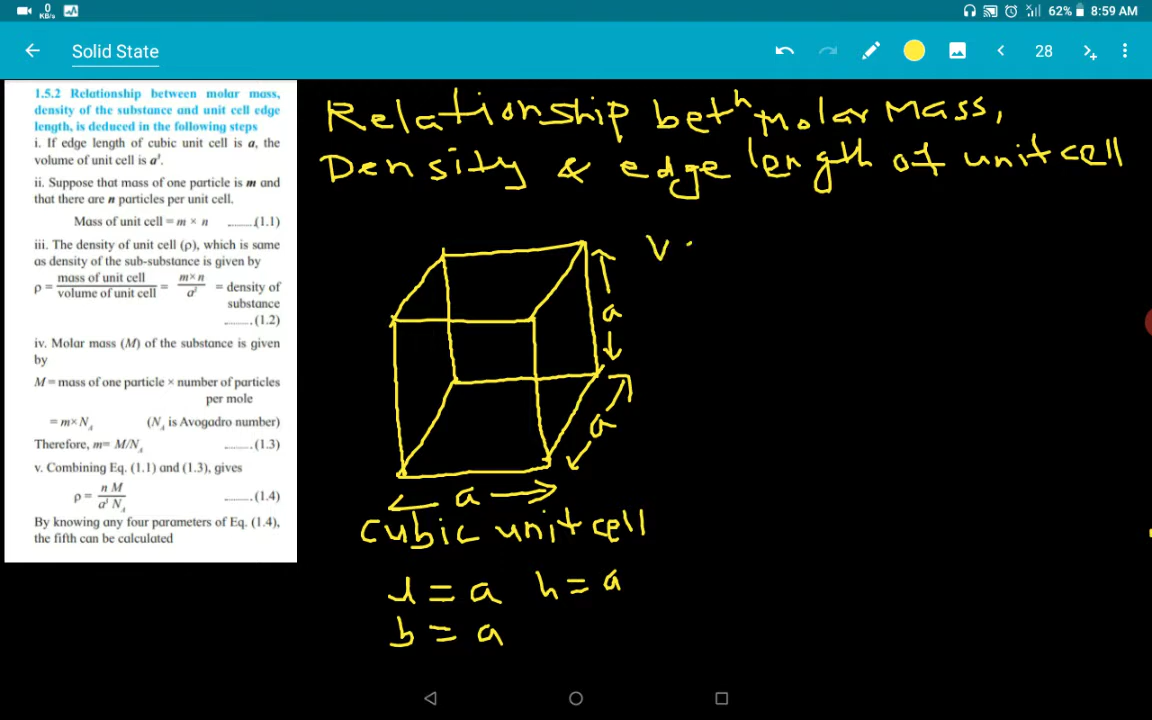 0
KB/s
62%
8:59 AM
Solid State
28
1.5.2 Relationship between molar mass,
density of the substance and unit cell edge
length, is deduced in the following steps
i. If edge length of cubic unit cell is a, the
volume of unit cell is a³.
ii. Suppose that mass of one particle is m and
that there are n particles per unit cell.
Mass of unit cell = m × n ........(1.1)
iii. The density of unit cell (ρ), which is same
as density of the sub-substance is given by
ρ = mass of unit cell / volume of unit cell = m×n / a³ = density of
substance
..........(1.2)
iv. Molar mass (M) of the substance is given
by
M = mass of one particle × number of particles
per mole
= m× N_A (N_A is Avogadro number)
Therefore, m= M/N_A ..........(1.3)
v. Combining Eq. (1.1) and (1.3), gives
ρ = n M / a³ N_A ..........(1.4)
By knowing any four parameters of Eq. (1.4),
the fifth can be calculated
Relationship betʰ molar Mass,
Density & edge length of unit cell
V
a
a
a
cubic unit cell
l = a h = a
b = a